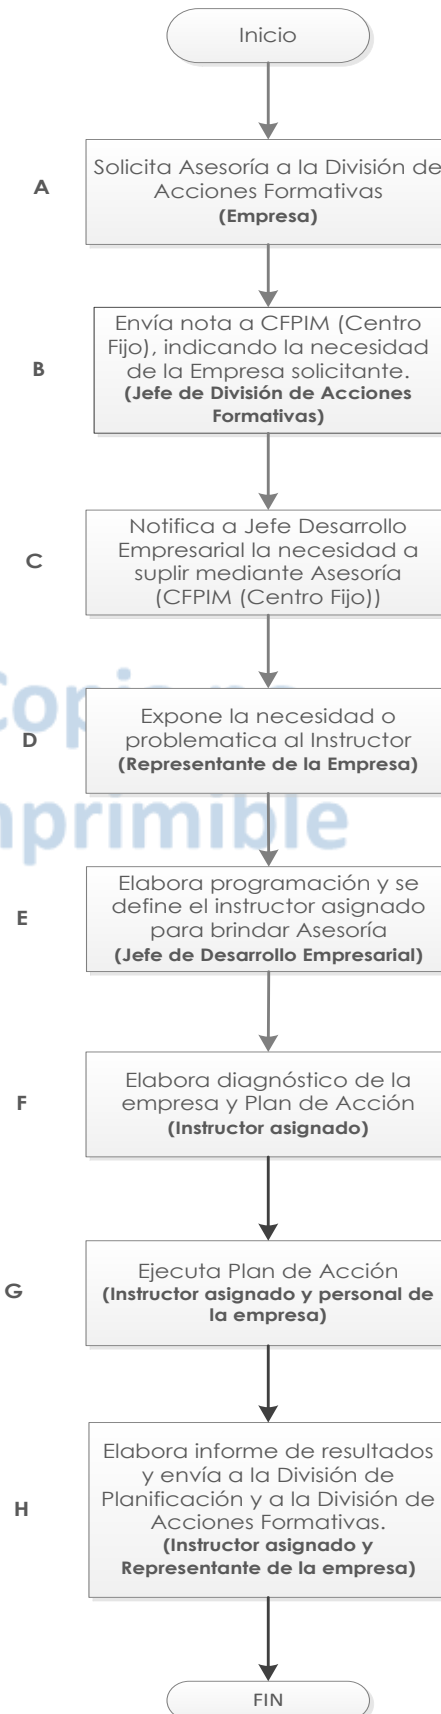 Inicio
A
Solicita Asesoría a la División de
Acciones Formativas
(Empresa)
B
Envía nota a CFPIM (Centro
Fijo), indicando la necesidad
de la Empresa solicitante.
(Jefe de División de Acciones
Formativas)
C
Notifica a Jefe Desarrollo
Empresarial la necesidad a
suplir mediante Asesoría
(CFPIM (Centro Fijo))
D
Expone la necesidad o
problematica al Instructor
(Representante de la Empresa)
E
Elabora programación y se
define el instructor asignado
para brindar Asesoría
(Jefe de Desarrollo Empresarial)
F
Elabora diagnóstico de la
empresa y Plan de Acción
(Instructor asignado)
G
Ejecuta Plan de Acción
(Instructor asignado y personal de
la empresa)
H
Elabora informe de resultados
y envía a la División de
Planificación y a la División de
Acciones Formativas.
(Instructor asignado y
Representante de la empresa)
FIN